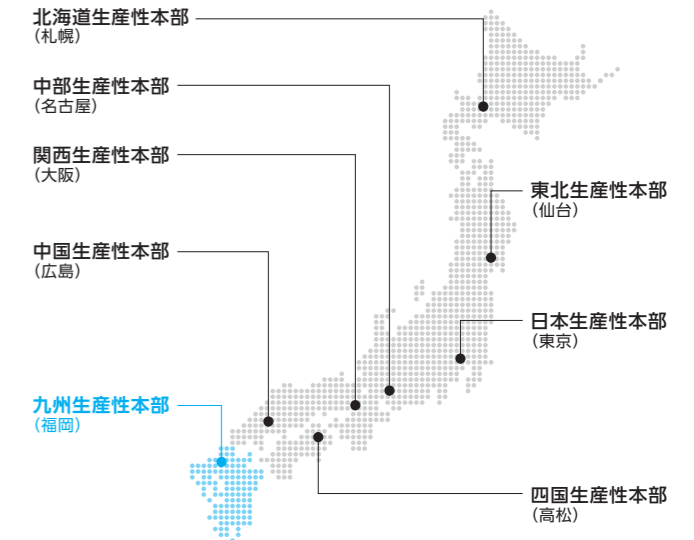 北海道生産性本部
（札幌）
中部生産性本部
（名古屋）
関西生産性本部
（大阪）
東北生産性本部
（仙台）
中国生産性本部
（広島）
日本生産性本部
（東京）
九州生産性本部
（福岡）
四国生産性本部
（高松）